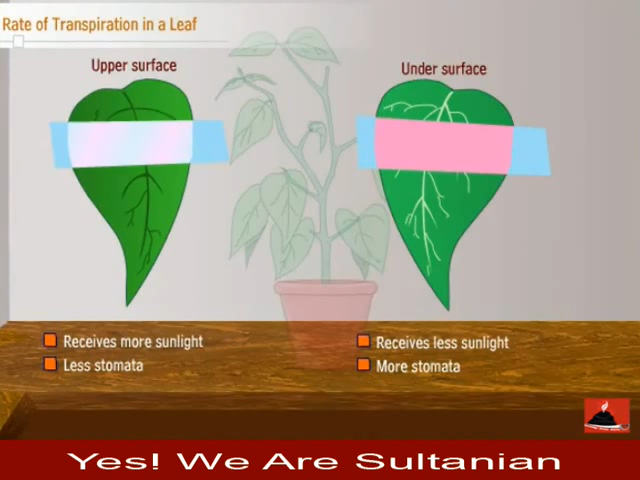 Rate of Transpiration in a Leaf
Upper surface
Under surface
Receives more sunlight
Less stomata
Receives less sunlight
More stomata
Yes! We Are Sultanian